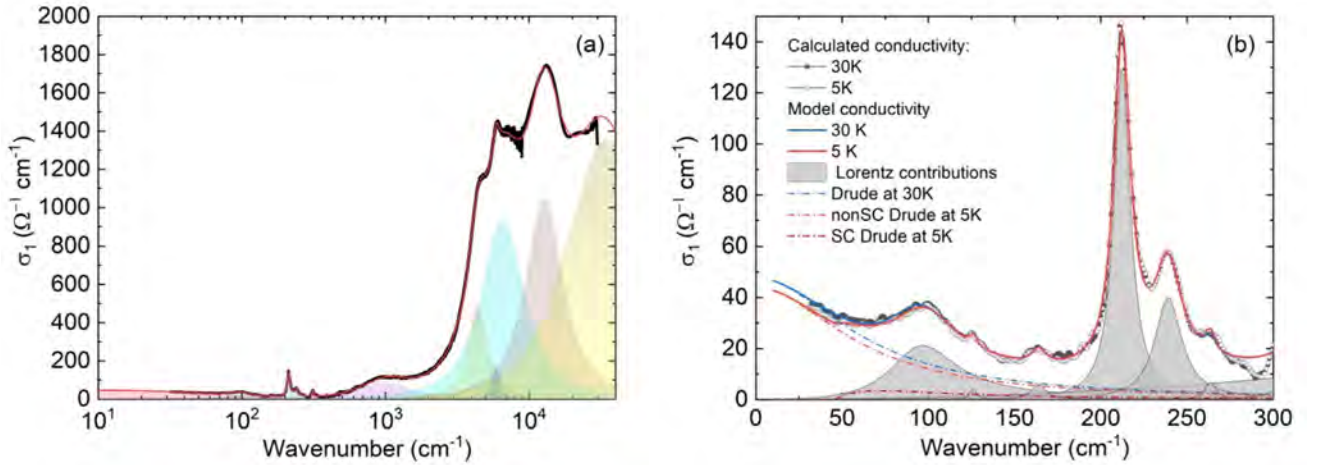 2000
1800
1600
1400
1200
1000
800
600
400
200
0
σ₁ (Ω⁻¹ cm⁻¹)
(a)
10¹ 10² 10³ 10⁴
Wavenumber (cm⁻¹)
140
120
100
80
60
40
20
0
σ₁ (Ω⁻¹ cm⁻¹)
(b)
Calculated conductivity:
30K
5K
Model conductivity
30 K
5 K
Lorentz contributions
Drude at 30K
nonSC Drude at 5K
SC Drude at 5K
0 50 100 150 200 250 300
Wavenumber (cm⁻¹)